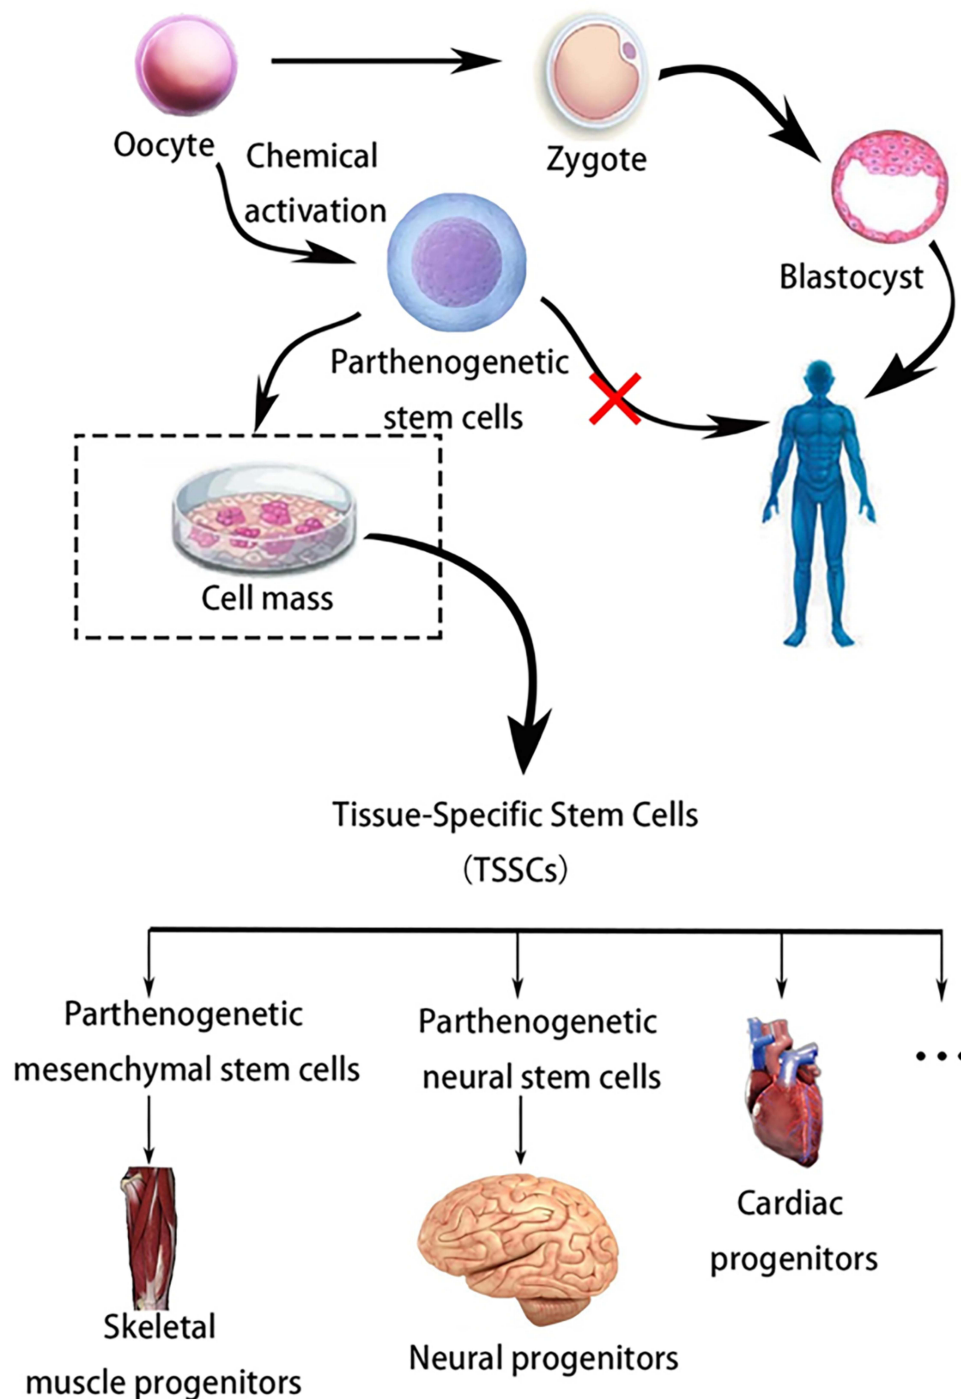 Oocyte
Zygote
Chemical
activation
Blastocyst
Parthenogenetic
stem cells
Cell mass
Tissue-Specific Stem Cells
(TSSCs)
Parthenogenetic
mesenchymal stem cells
Parthenogenetic
neural stem cells
...
Cardiac
progenitors
Skeletal
muscle progenitors
Neural progenitors